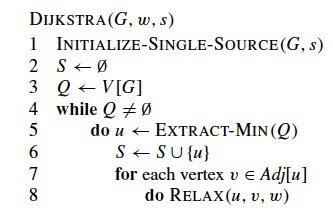 DIJKSTRA(G, w, s)
1 INITIALIZE-SINGLE-SOURCE(G, s)
2 S ← Ø
3 Q ← V[G]
4 while Q ≠ Ø
5 do u ← EXTRACT-MIN(Q)
6 S ← S ∪ {u}
7 for each vertex v ∈ Adj[u]
8 do RELAX(u, v, w)